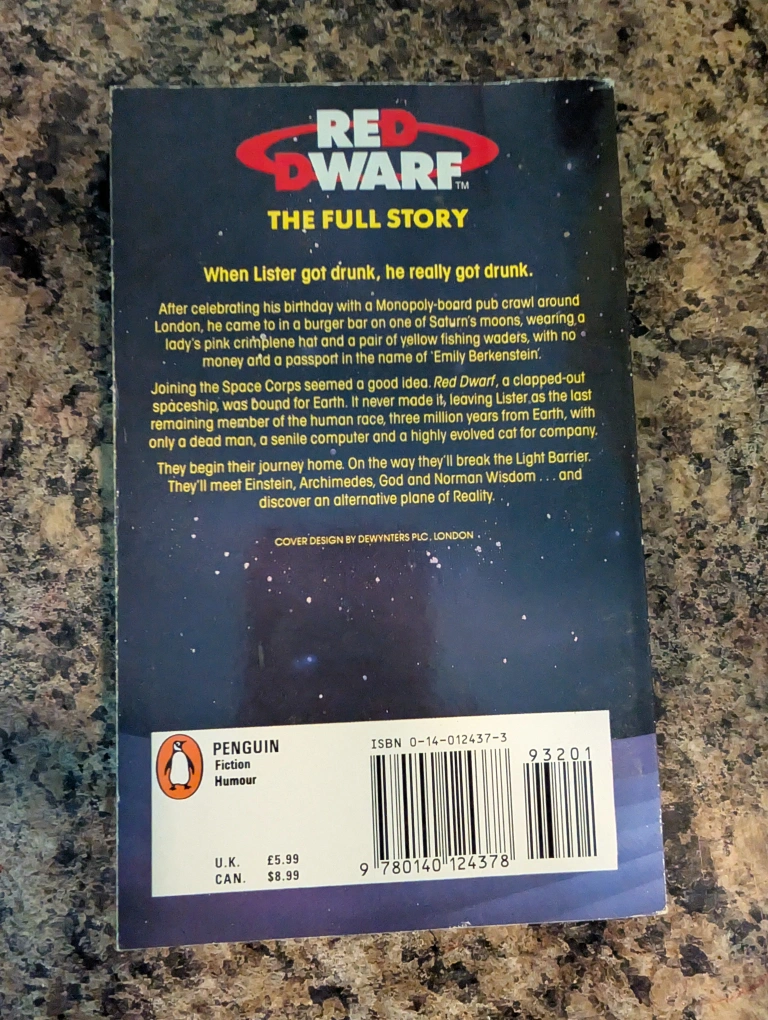 RED
DWARF™
THE FULL STORY
When Lister got drunk, he really got drunk.
After celebrating his birthday with a Monopoly-board pub crawl around
London, he came to in a burger bar on one of Saturn's moons, wearing a
lady's pink crimplene hat and a pair of yellow fishing waders, with no
money and a passport in the name of 'Emily Berkenstein'.
Joining the Space Corps seemed a good idea. Red Dwarf, a clapped-out
spaceship, was bound for Earth. It never made it, leaving Lister as the last
remaining member of the human race, three million years from Earth, with
only a dead man, a senile computer and a highly evolved cat for company.
They begin their journey home. On the way they'll break the Light Barrier.
They'll meet Einstein, Archimedes, God and Norman Wisdom . . . and
discover an alternative plane of Reality.
COVER DESIGN BY DEWYNTERS PLC. LONDON
PENGUIN
Fiction
Humour
U.K. £5.99
CAN. $8.99
ISBN 0-14-012437-3
93201
9 780140 124378